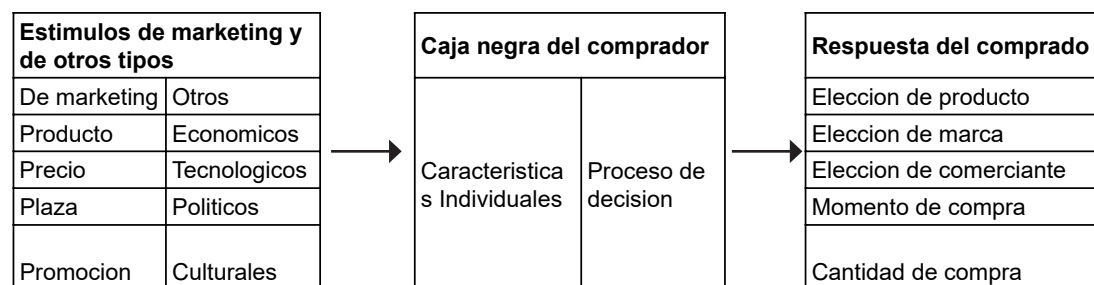 Estimulos de marketing y
de otros tipos
De marketing Otros
Producto Economicos
Precio Tecnologicos
Plaza Politicos
Promocion Culturales
Caja negra del comprador
Caracteristica
s Individuales
Proceso de
decision
Respuesta del comprado
Eleccion de producto
Eleccion de marca
Eleccion de comerciante
Momento de compra
Cantidad de compra